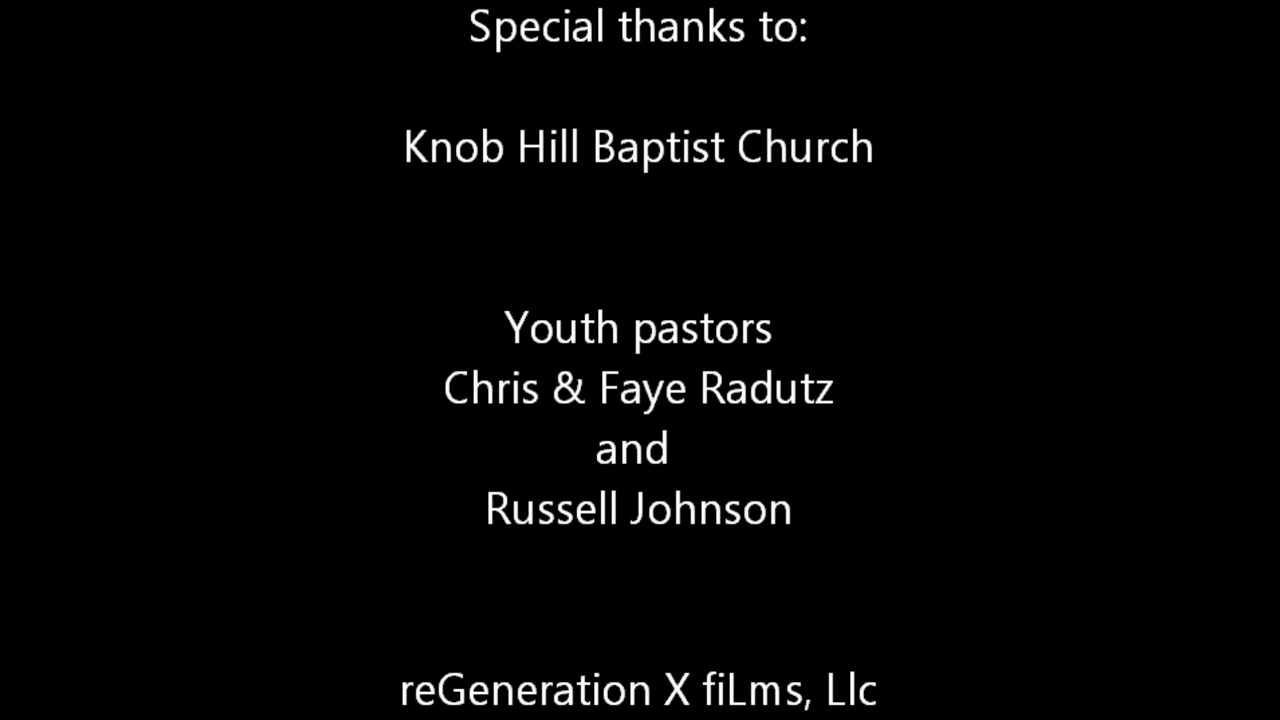 Special thanks to:
Knob Hill Baptist Church
Youth pastors
Chris & Faye Radutz
and
Russell Johnson
reGeneration X fiLms, Llc